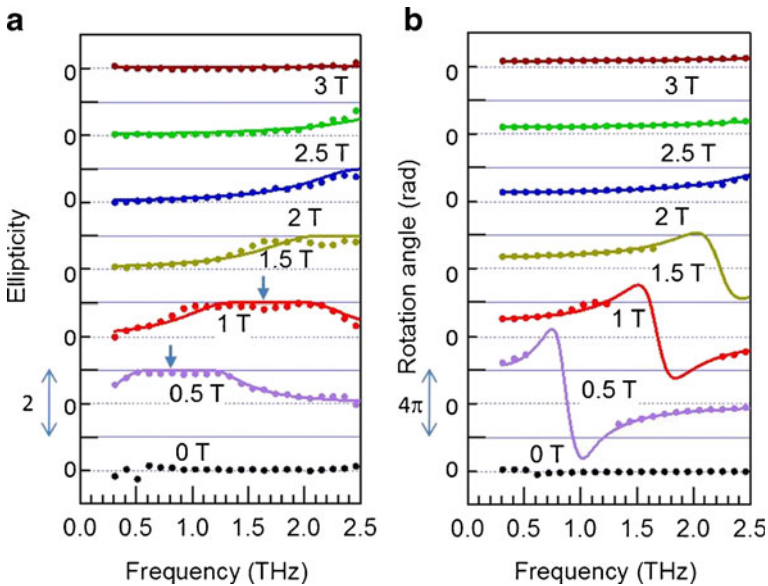 a
Ellipticity
0
3 T
0
2.5 T
0
2 T
0
1.5 T
0
1 T
2
0
0.5 T
0
0 T
0.0 0.5 1.0 1.5 2.0 2.5
Frequency (THz)
b
Rotation angle (rad)
0
3 T
0
2.5 T
0
2 T
0
1.5 T
0
1 T
4π
0
0.5 T
0
0 T
0.0 0.5 1.0 1.5 2.0 2.5
Frequency (THz)